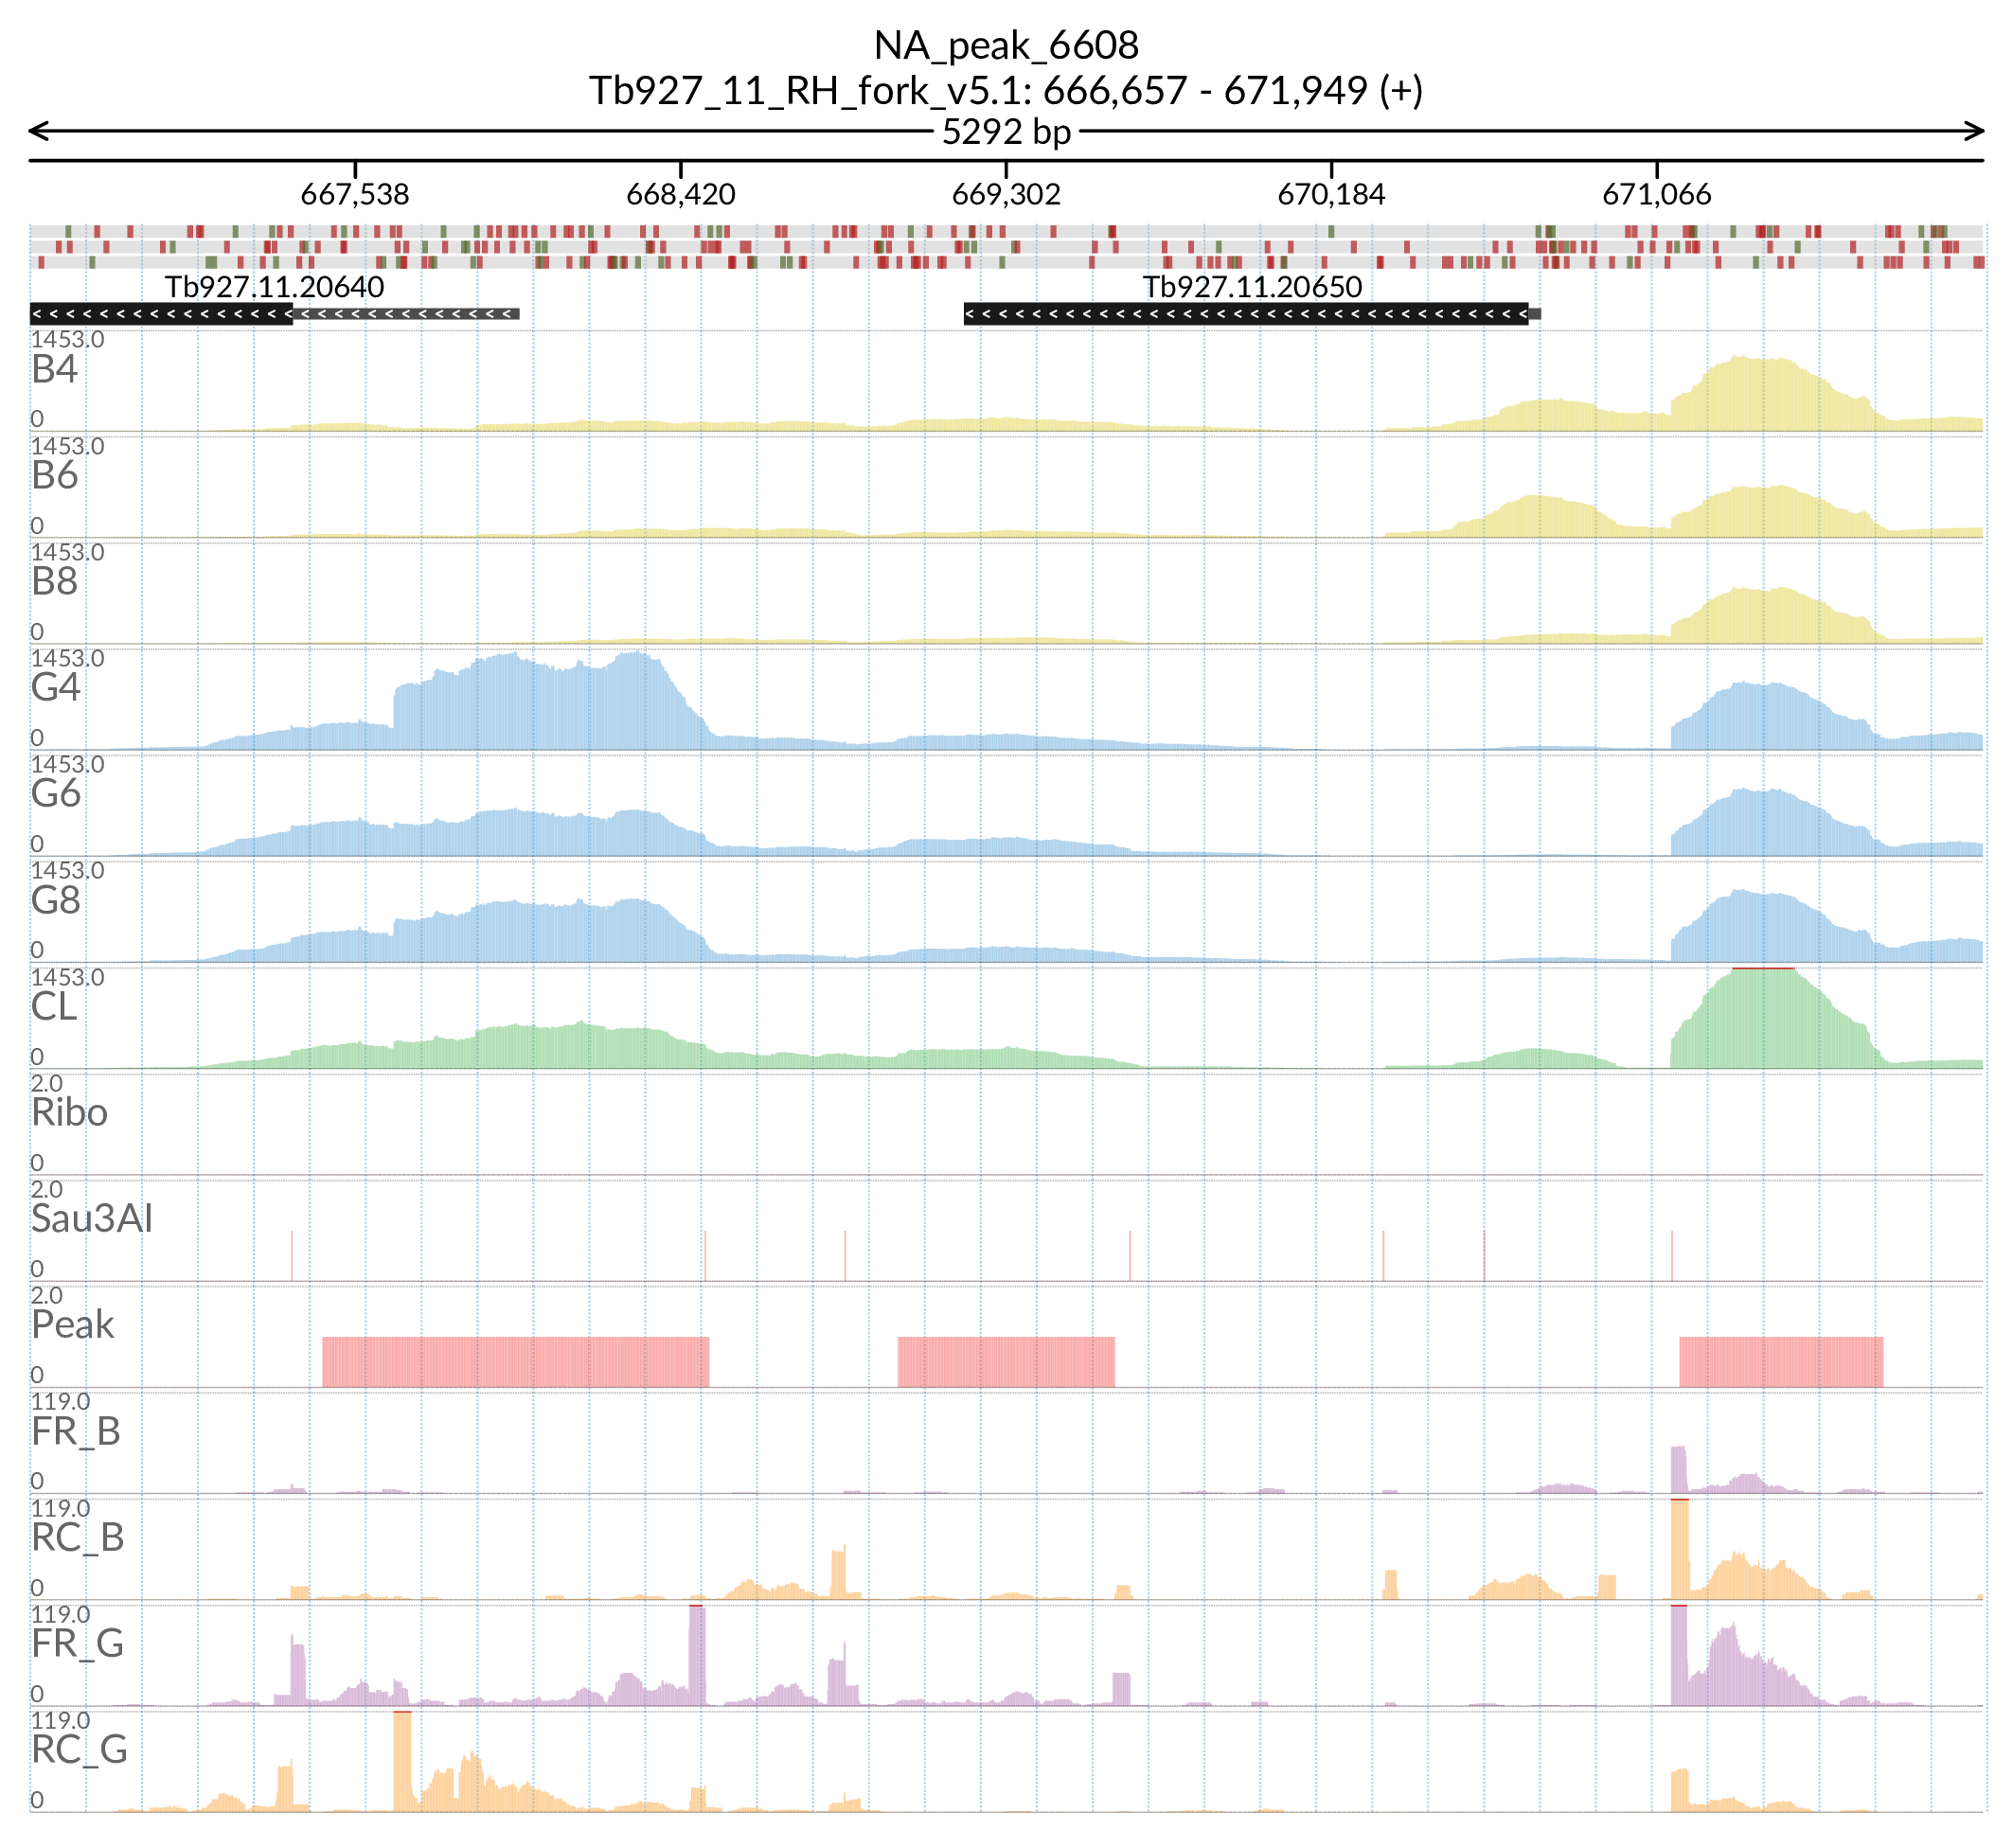 NA_peak_6608
Tb927_11_RH_fork_v5.1: 666,657 - 671,949 (+)
5292 bp
667,538 668,420 669,302 670,184 671,066
Tb927.11.20640 Tb927.11.20650
1453.0
B4
0
1453.0
B6
0
1453.0
B8
0
1453.0
G4
0
1453.0
G6
0
1453.0
G8
0
1453.0
CL
0
2.0
Ribo
0
2.0
Sau3AI
0
2.0
Peak
0
119.0
FR_B
0
119.0
RC_B
0
119.0
FR_G
0
119.0
RC_G
0